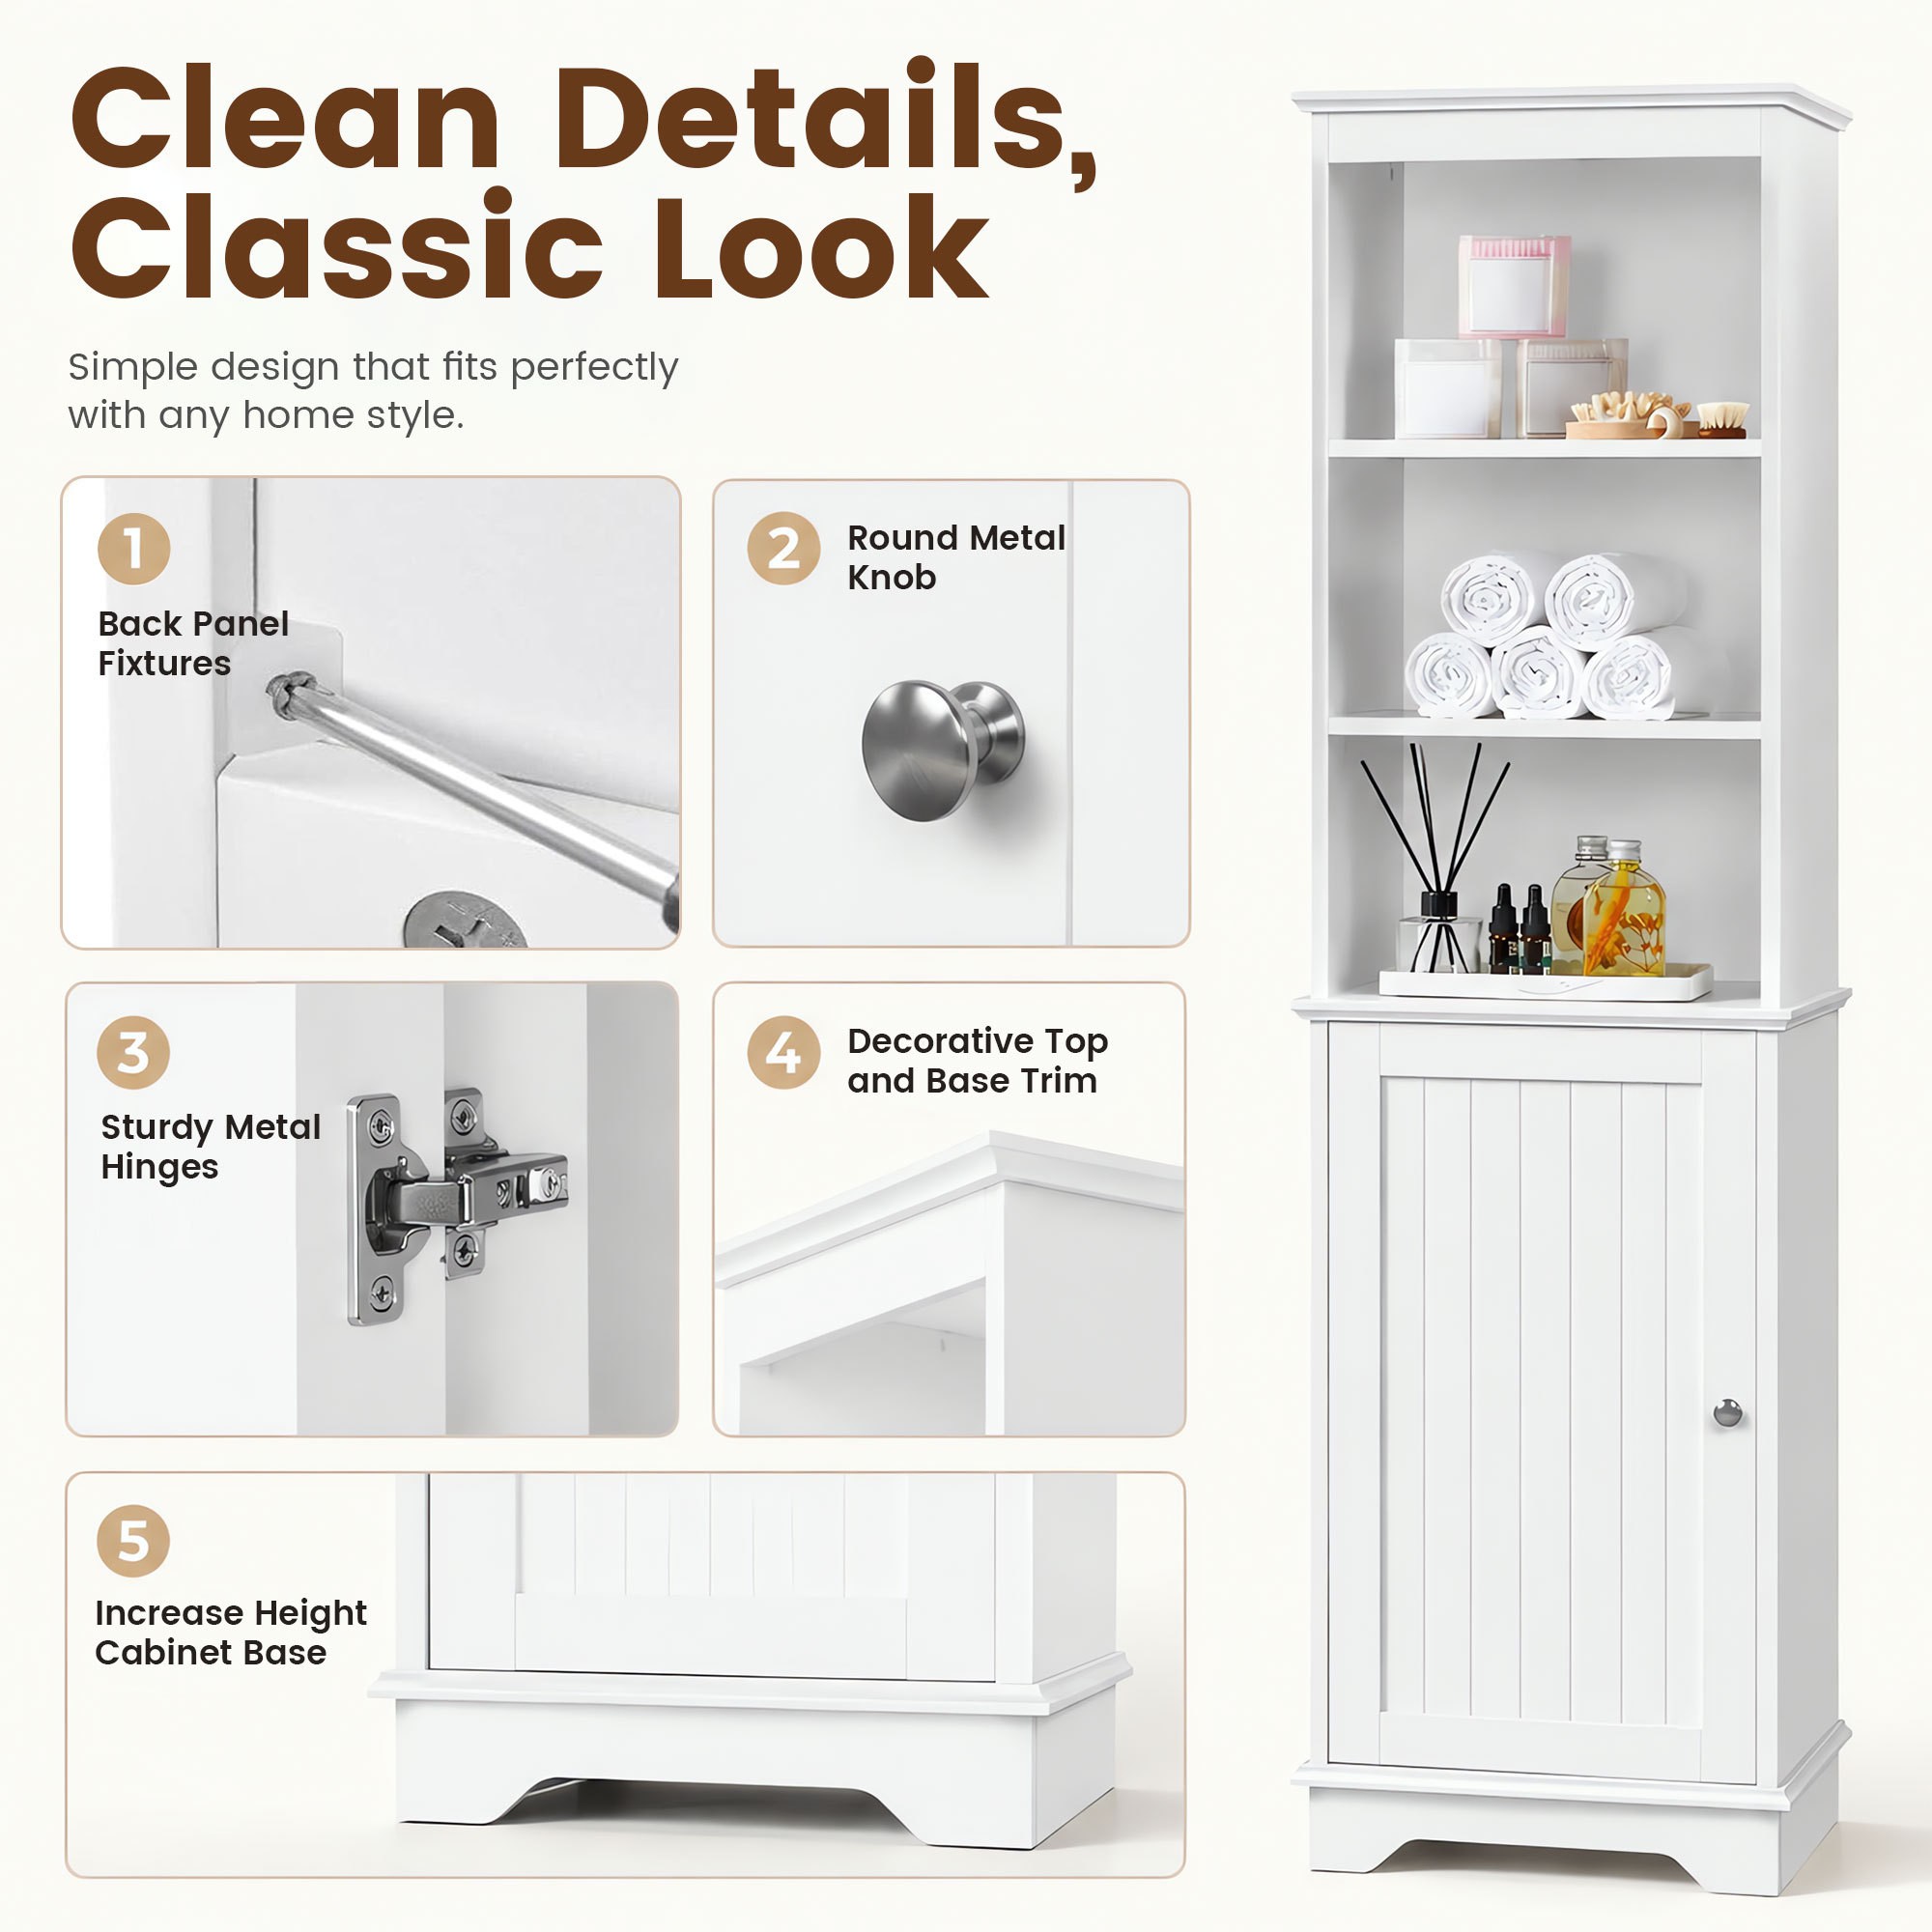 Clean Details,
Classic Look
Simple design that fits perfectly
with any home style.
1
Back Panel
Fixtures
2
Round Metal
Knob
3
Sturdy Metal
Hinges
4
Decorative Top
and Base Trim
5
Increase Height
Cabinet Base